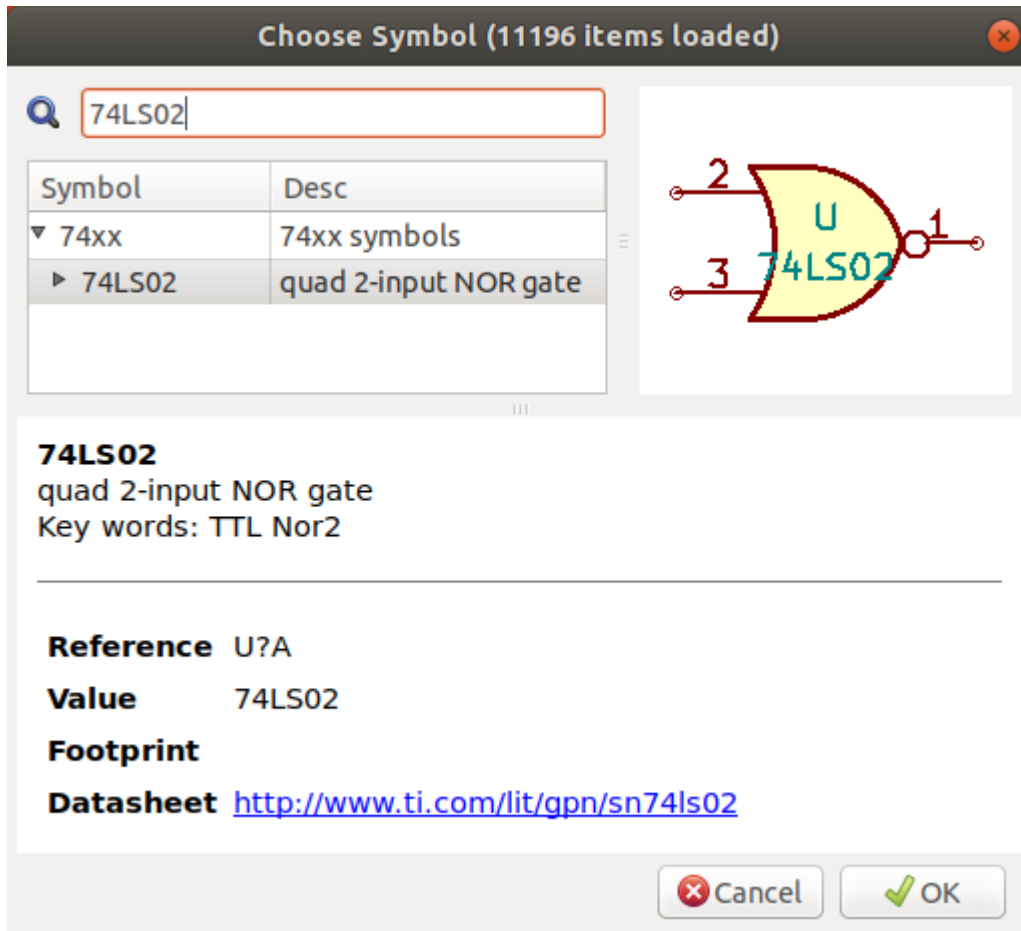 Choose Symbol (11196 items loaded)
74LS02
Symbol Desc
74xx 74xx symbols
74LS02 quad 2-input NOR gate
2
3
U
74LS02
1
74LS02
quad 2-input NOR gate
Key words: TTL Nor2
Reference U?A
Value 74LS02
Footprint
Datasheet http://www.ti.com/lit/gpn/sn74ls02
Cancel OK